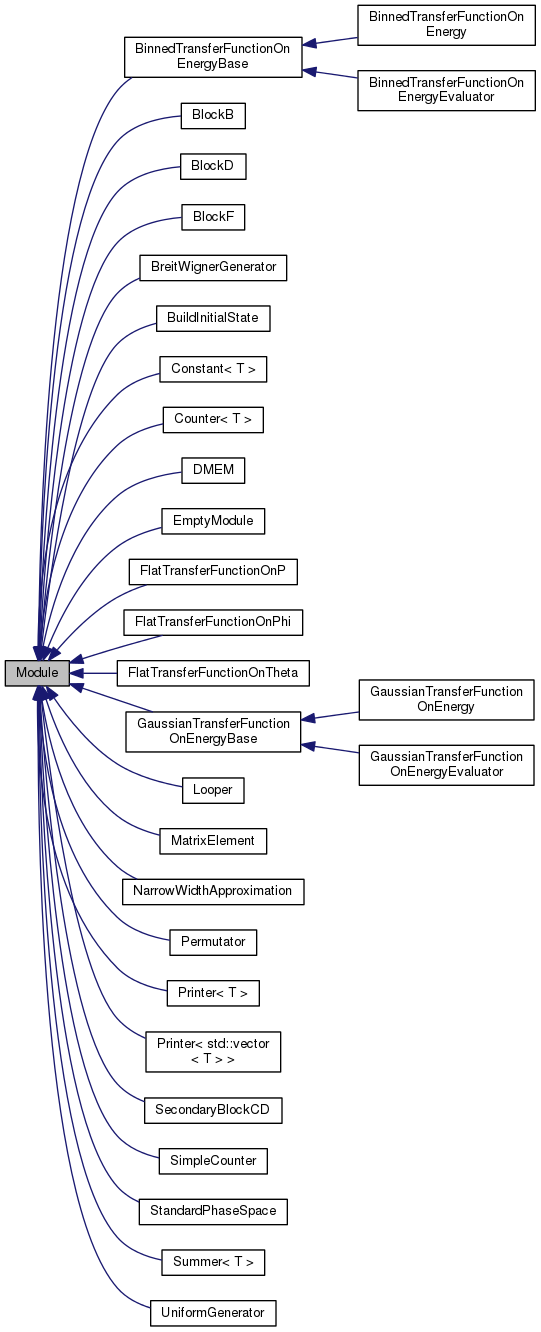 BinnedTransferFunctionOn
Energy
BinnedTransferFunctionOn
EnergyBase
BinnedTransferFunctionOn
EnergyEvaluator
BlockB
BlockD
BlockF
BreitWignerGenerator
BuildInitialState
Constant< T >
Counter< T >
DMEM
EmptyModule
FlatTransferFunctionOnP
FlatTransferFunctionOnPhi
Module
FlatTransferFunctionOnTheta
GaussianTransferFunction
OnEnergy
GaussianTransferFunction
OnEnergyBase
GaussianTransferFunction
OnEnergyEvaluator
Looper
MatrixElement
NarrowWidthApproximation
Permutator
Printer< T >
Printer< std::vector
< T > >
SecondaryBlockCD
SimpleCounter
StandardPhaseSpace
Summer< T >
UniformGenerator